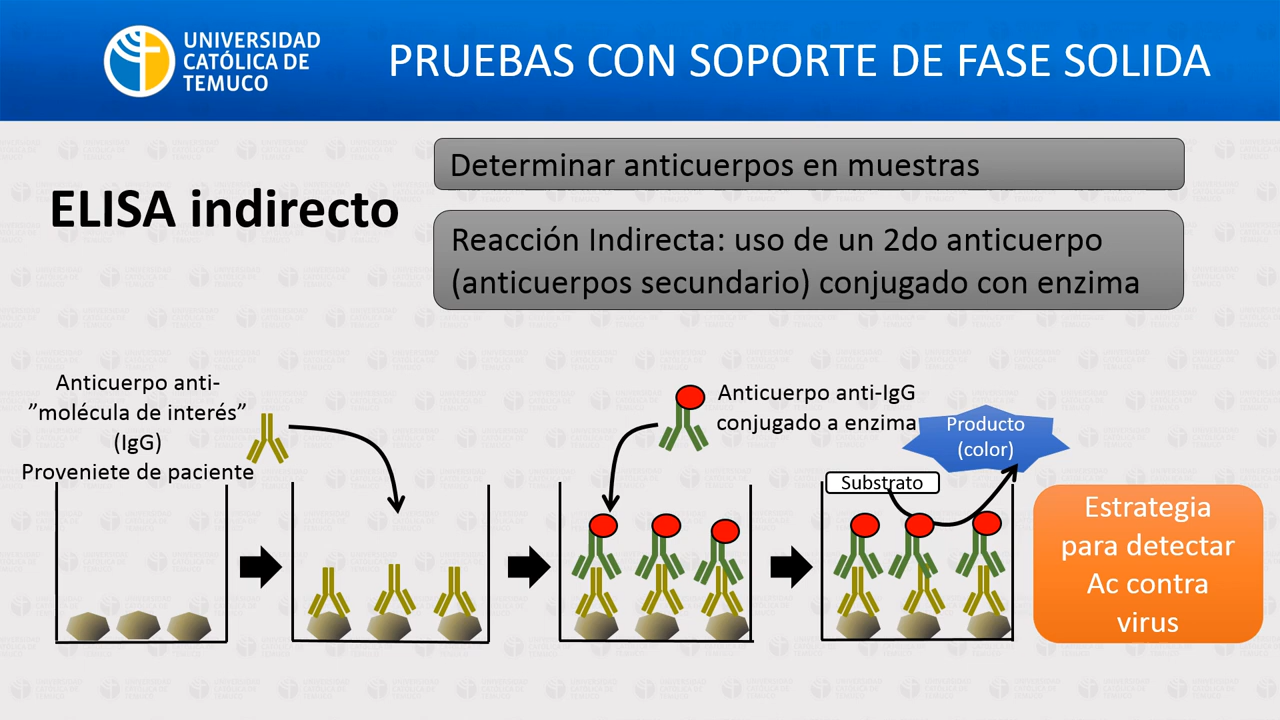 UNIVERSIDAD
CATÓLICA DE
TEMUCO
PRUEBAS CON SOPORTE DE FASE SOLIDA
ELISA indirecto
Determinar anticuerpos en muestras
Reacción Indirecta: uso de un 2do anticuerpo
(anticuerpos secundario) conjugado con enzima
Anticuerpo anti-
”molécula de interés”
(IgG)
Proveniete de paciente
Anticuerpo anti-IgG
conjugado a enzima
Producto
(color)
Substrato
Estrategia
para detectar
Ac contra
virus